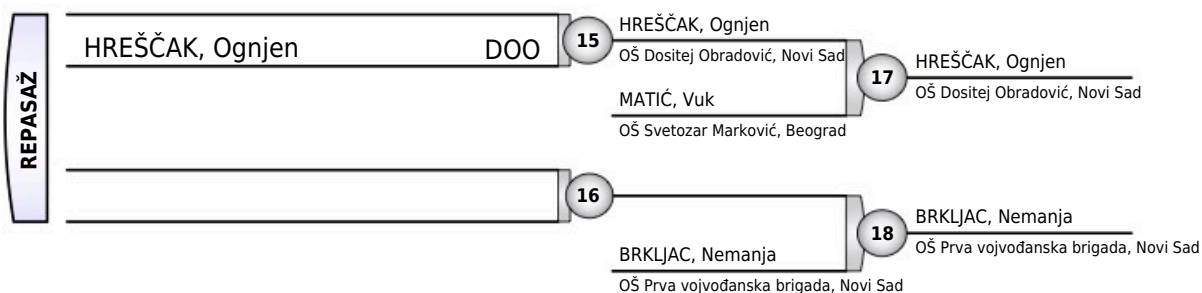 REPASAŽ
HREŠČAK, Ognjen DOO
15
HREŠČAK, Ognjen
OŠ Dositej Obradović, Novi Sad
MATIĆ, Vuk
OŠ Svetozar Marković, Beograd
17
HREŠČAK, Ognjen
OŠ Dositej Obradović, Novi Sad
16
BRKLJAC, Nemanja
OŠ Prva vojvođanska brigada, Novi Sad
18
BRKLJAC, Nemanja
OŠ Prva vojvođanska brigada, Novi Sad